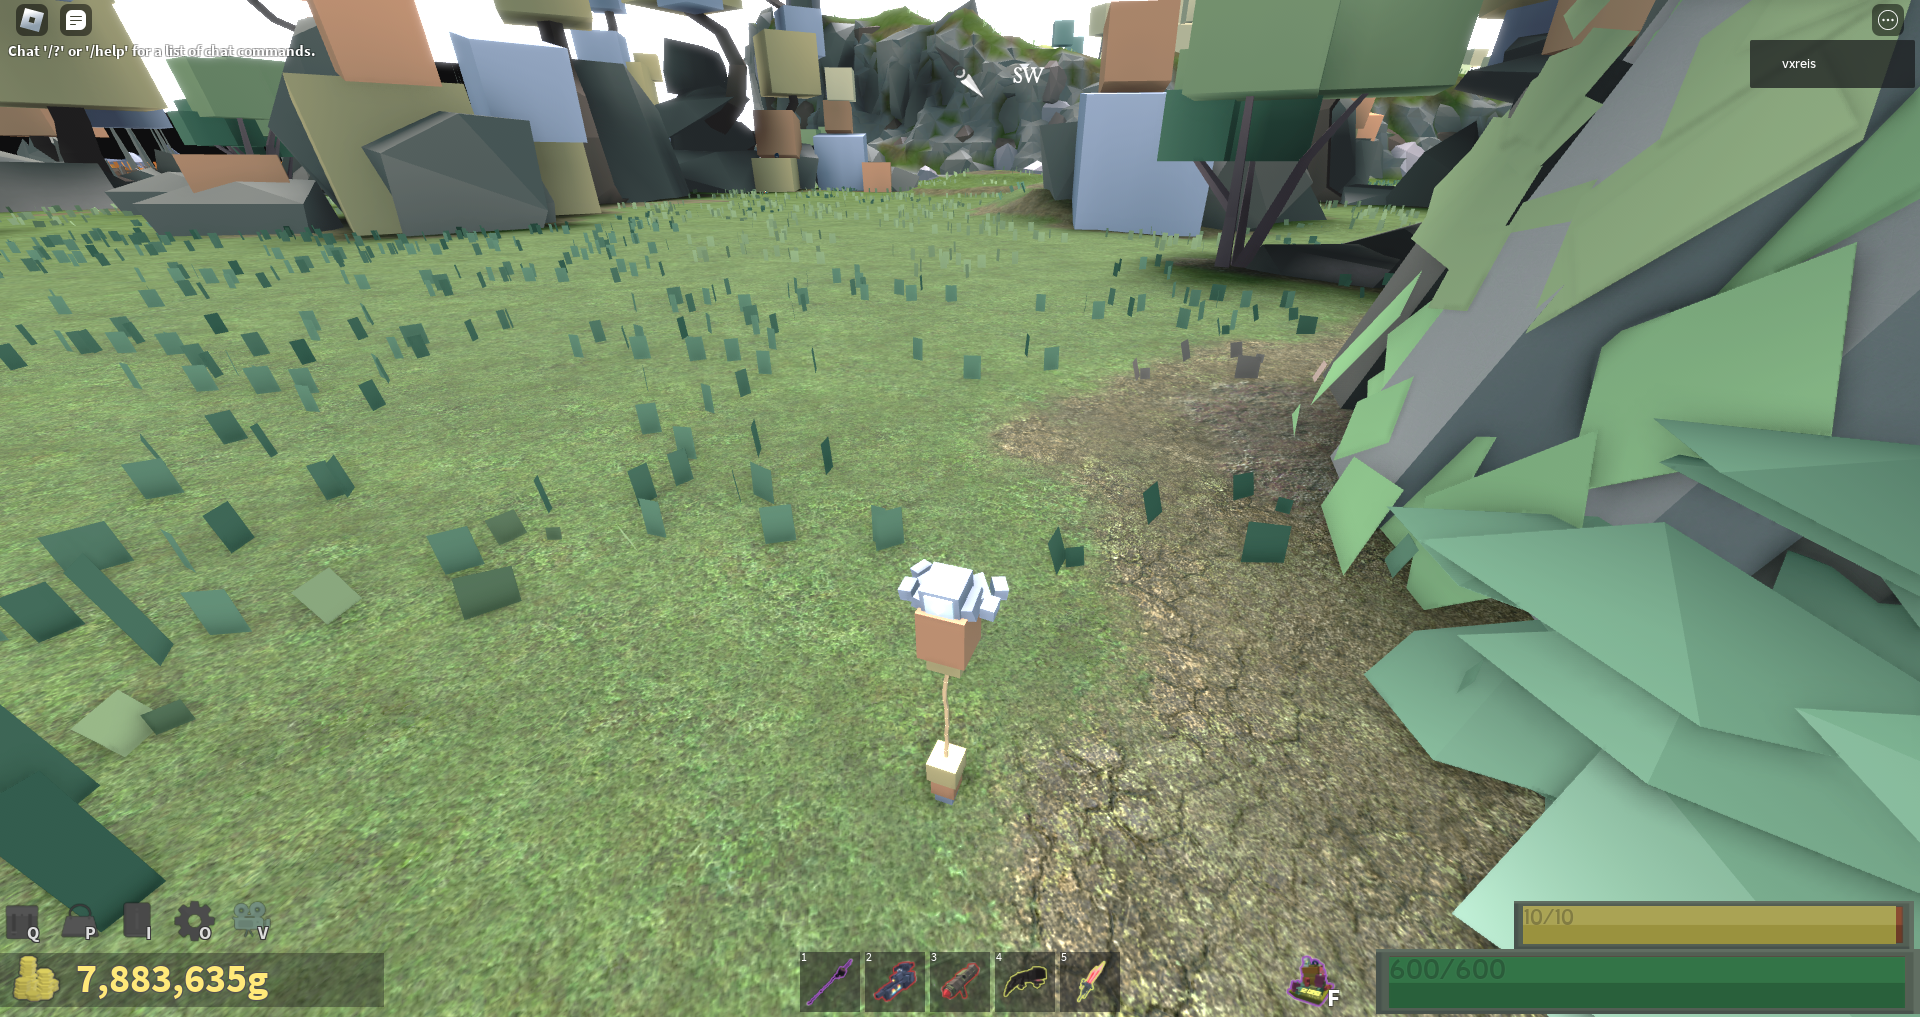 Chat '/?' or '/help' for a list of chat commands.
SW
vxreis
Q
P
I
O
V
7,883,635g
1
2
3
4
5
F
10/10
600/600